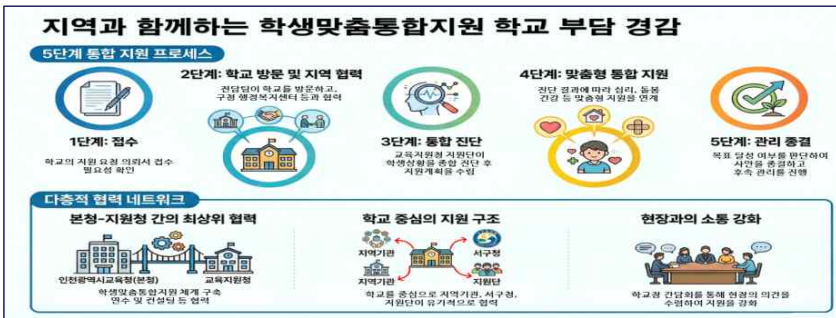 지역과 함께하는 학생맞춤통합지원 학교 부담 경감
5단계 통합 지원 프로세스
1단계: 접수
학교의 지원 요청 의뢰서 접수
필요성 확인
2단계: 학교 방문 및 지역 협력
전담팀이 학교를 방문하고,
구청 행정복지센터 등과 협력
3단계: 통합 진단
교육지원청 지원단이
학생상황을 종합 진단 후
지원계획을 수립
4단계: 맞춤형 통합 지원
진단 결과에 따라 심리, 돌봄
건강 등 맞춤형 지원을 연계
5단계: 관리 종결
목표 달성 여부를 판단하여
사안을 종결하고
후속 관리를 진행
다층적 협력 네트워크
본청-지원청 간의 최상위 협력
인천광역시교육청(본청)
교육지원청
학생맞춤통합지원 체계 구축
연수 및 컨설팅 등 협력
학교 중심의 지원 구조
지역기관
서구청
지역기관
지원단
학교를 중심으로 지역기관, 서구청,
지원단이 유기적으로 협력
현장과의 소통 강화
학교장 간담회를 통해 현장의 의견을
수렴하여 지원을 강화